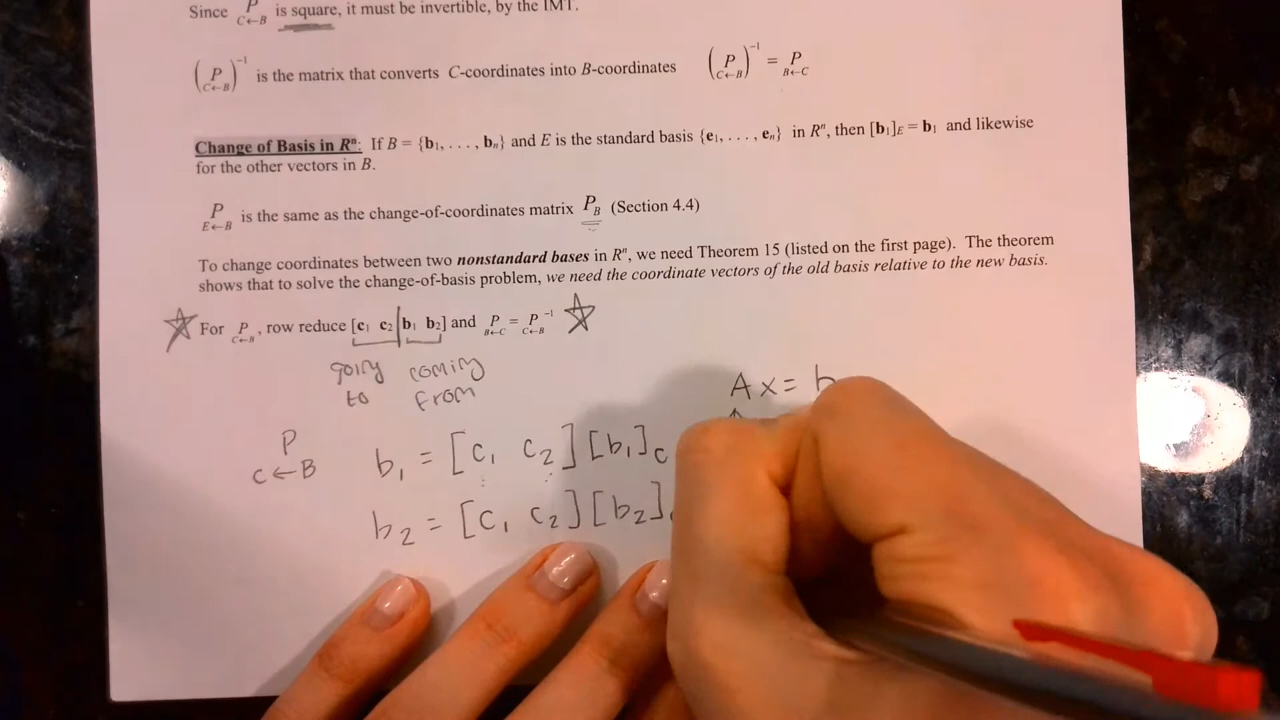 Since P C←B is square, it must be invertible, by the IMT.
(P C←B)⁻¹ is the matrix that converts C-coordinates into B-coordinates (P C←B)⁻¹ = P B←C
Change of Basis in Rⁿ: If B = {b₁, . . . , bₙ} and E is the standard basis {e₁, . . . , eₙ} in Rⁿ, then [b₁]E = b₁ and likewise
for the other vectors in B.
P E←B is the same as the change-of-coordinates matrix P_B (Section 4.4)
To change coordinates between two nonstandard bases in Rⁿ, we need Theorem 15 (listed on the first page). The theorem
shows that to solve the change-of-basis problem, we need the coordinate vectors of the old basis relative to the new basis.
For P C←B, row reduce [c₁ c₂|b₁ b₂] and P B←C = P C←B ⁻¹
going coming
to from
Ax = b
P C←B
b₁ = [c₁ c₂][b₁]c
b₂ = [c₁ c₂][b₂]